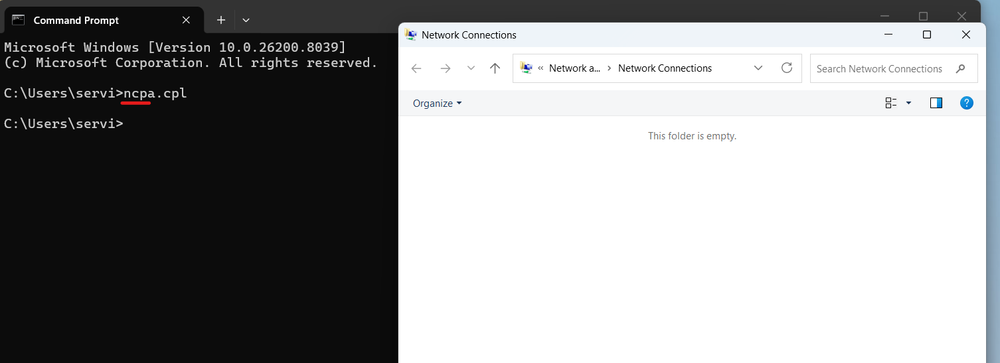 Command Prompt
Microsoft Windows [Version 10.0.26200.8039]
(c) Microsoft Corporation. All rights reserved.
C:\Users\servi>ncpa.cpl
C:\Users\servi>
Network Connections
« Network a... › Network Connections
Search Network Connections
Organize
This folder is empty.